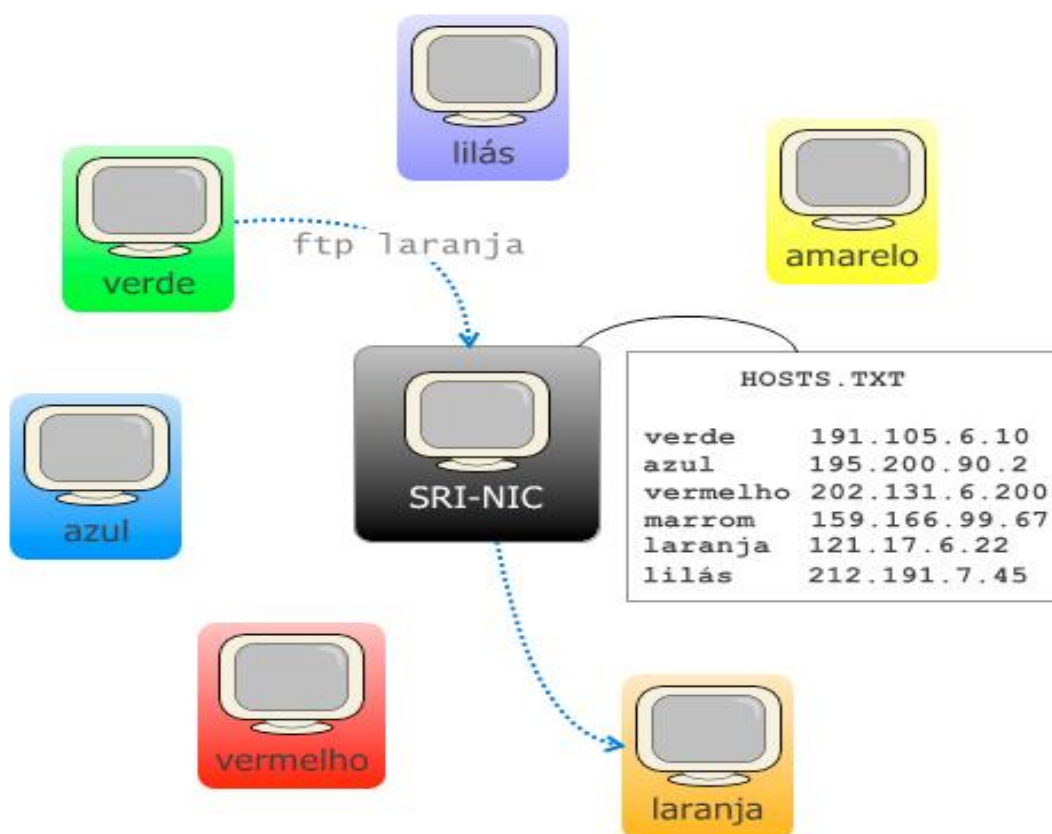 lilás
verde
ftp laranja
amarelo
HOSTS.TXT
verde 191.105.6.10
azul 195.200.90.2
vermelho 202.131.6.200
marrom 159.166.99.67
laranja 121.17.6.22
lilás 212.191.7.45
SRI-NIC
azul
vermelho
laranja